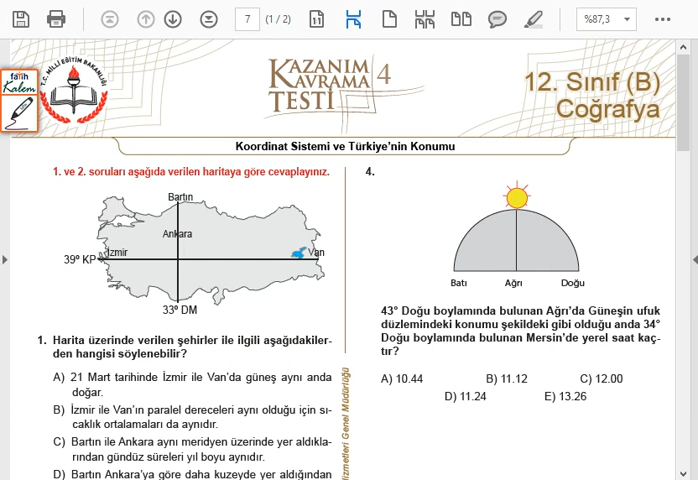 7
(1 / 2)
%87,3
fatih
Kalem
T.C. MİLLİ EĞİTİM BAKANLIĞI
KAZANIM
KAVRAMA
TESTİ
4
12. Sınıf (B)
Coğrafya
Koordinat Sistemi ve Türkiye'nin Konumu
1. ve 2. soruları aşağıda verilen haritaya göre cevaplayınız.
Bartın
Ankara
İzmir
Van
39º KP
33º DM
1. Harita üzerinde verilen şehirler ile ilgili aşağıdakiler-
den hangisi söylenebilir?
A) 21 Mart tarihinde İzmir ile Van'da güneş aynı anda
doğar.
B) İzmir ile Van'ın paralel dereceleri aynı olduğu için sı-
caklık ortalamaları da aynıdır.
C) Bartın ile Ankara aynı meridyen üzerinde yer aldıkla-
rından gündüz süreleri yıl boyu aynıdır.
D) Bartın Ankara'ya göre daha kuzeyde yer aldığından
izmetleri Genel Müdürlüğü
4.
Batı
Ağrı
Doğu
43° Doğu boylamında bulunan Ağrı'da Güneşin ufuk
düzlemindeki konumu şekildeki gibi olduğu anda 34°
Doğu boylamında bulunan Mersin'de yerel saat kaç-
tır?
A) 10.44 B) 11.12 C) 12.00
D) 11.24 E) 13.26